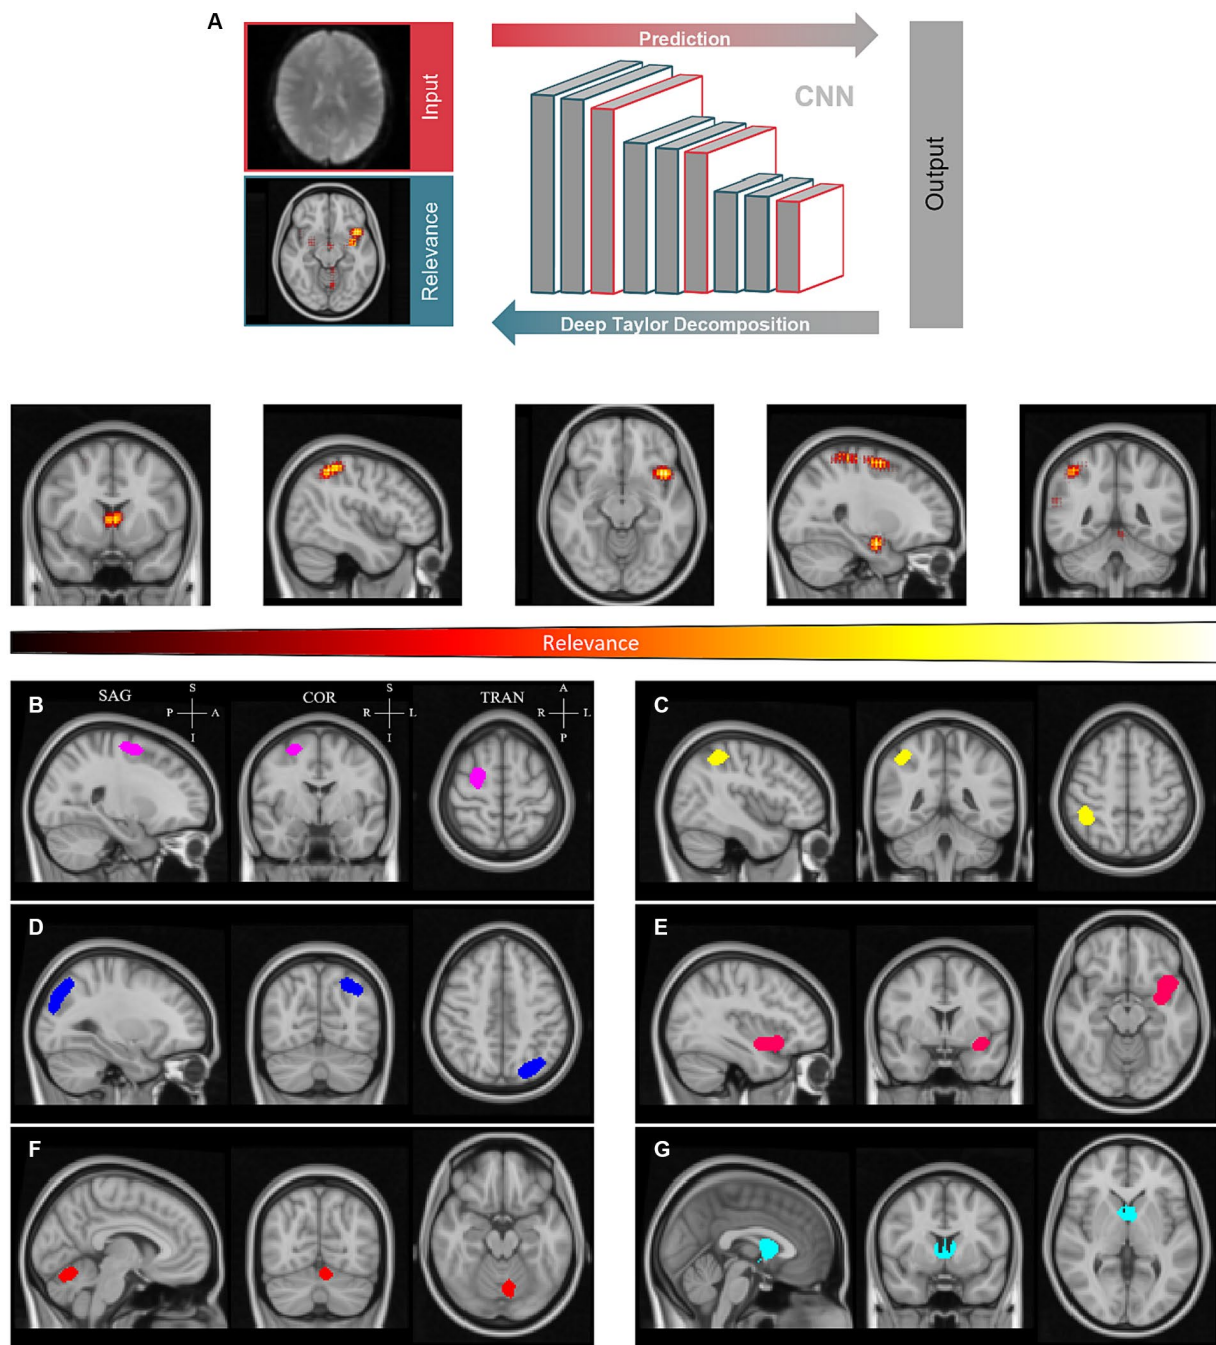 A
Input
Relevance
Prediction
CNN
Deep Taylor Decomposition
Output
Relevance
B
SAG
S
P
A
I
COR
S
R
L
I
TRAN
A
R
L
P
C
D
E
F
G